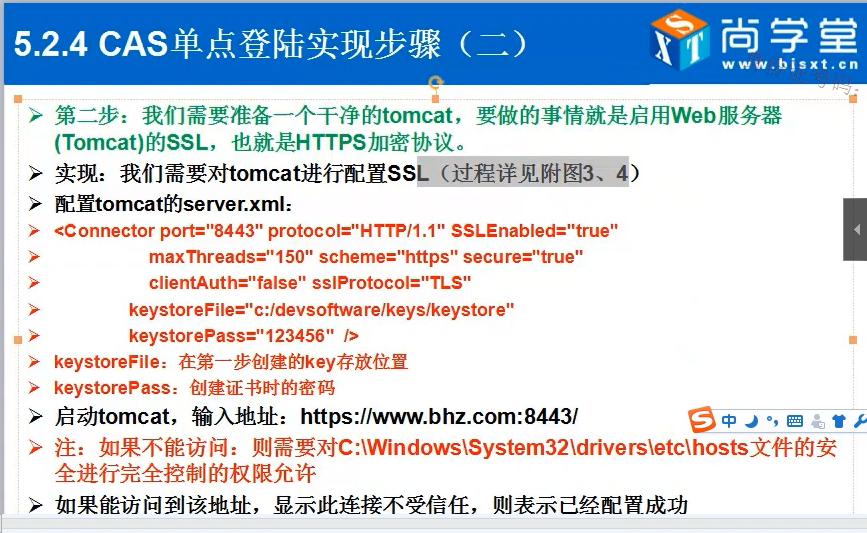 5.2.4 CAS单点登陆实现步骤（二）
尚学堂
www.bjsxt.cn
第二步：我们需要准备一个干净的tomcat，要做的事情就是启用Web服务器
(Tomcat)的SSL，也就是HTTPS加密协议。
实现：我们需要对tomcat进行配置SSL（过程详见附图3、4）
配置tomcat的server.xml：
<Connector port="8443" protocol="HTTP/1.1" SSLEnabled="true"
maxThreads="150" scheme="https" secure="true"
clientAuth="false" sslProtocol="TLS"
keystoreFile="c:/devsoftware/keys/keystore"
keystorePass="123456" />
keystoreFile：在第一步创建的key存放位置
keystorePass：创建证书时的密码
启动tomcat，输入地址：https://www.bhz.com:8443/
中
注：如果不能访问：则需要对C:\Windows\System32\drivers\etc\hosts文件的安
全进行完全控制的权限允许
如果能访问到该地址，显示此连接不受信任，则表示已经配置成功